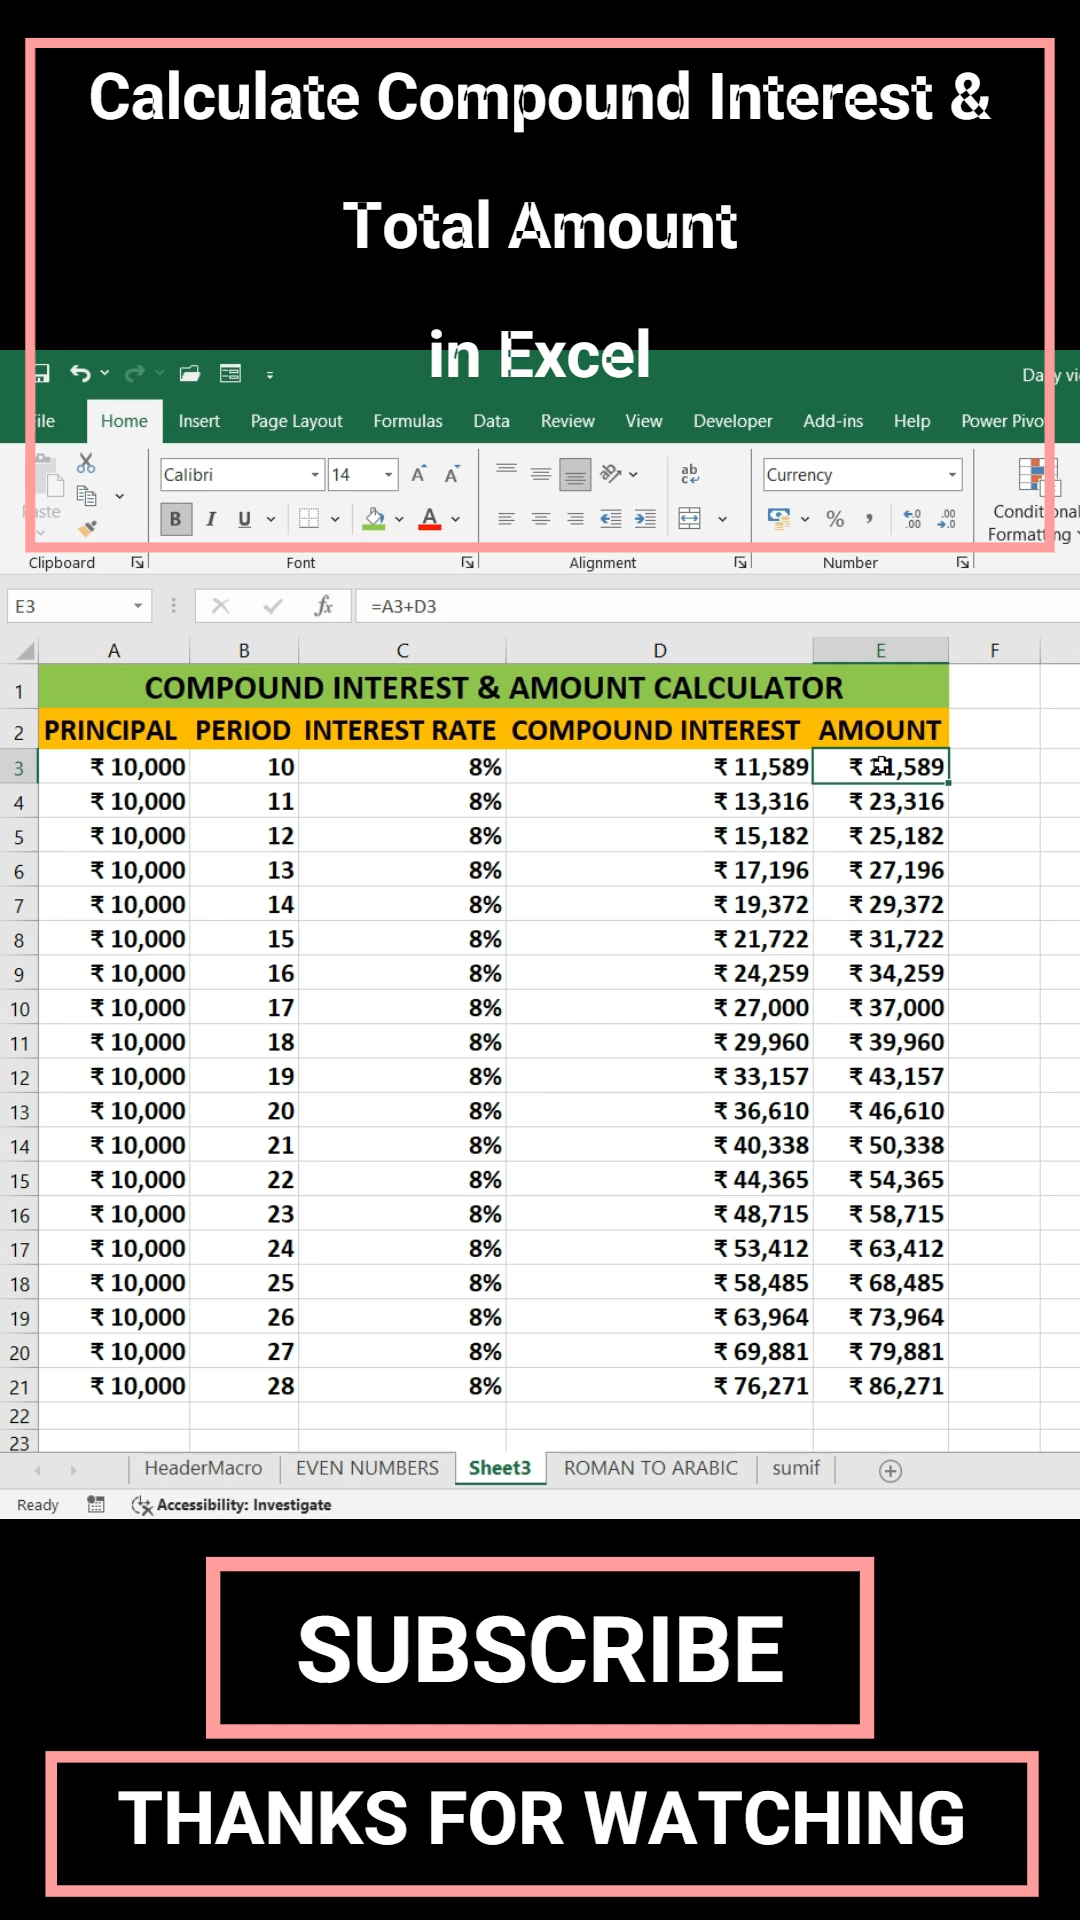 Calculate Compound Interest &
Total Amount
in Excel
File Home Insert Page Layout Formulas Data Review View Developer Add-ins Help Power Pivo
Calibri 14 Currency
Paste B I U A % Conditional
Formatting
Clipboard Font Alignment Number
E3 fx =A3+D3
A B C D E F
1 COMPOUND INTEREST & AMOUNT CALCULATOR
2 PRINCIPAL PERIOD INTEREST RATE COMPOUND INTEREST AMOUNT
3 ₹ 10,000 10 8% ₹ 11,589 ₹ 21,589
4 ₹ 10,000 11 8% ₹ 13,316 ₹ 23,316
5 ₹ 10,000 12 8% ₹ 15,182 ₹ 25,182
6 ₹ 10,000 13 8% ₹ 17,196 ₹ 27,196
7 ₹ 10,000 14 8% ₹ 19,372 ₹ 29,372
8 ₹ 10,000 15 8% ₹ 21,722 ₹ 31,722
9 ₹ 10,000 16 8% ₹ 24,259 ₹ 34,259
10 ₹ 10,000 17 8% ₹ 27,000 ₹ 37,000
11 ₹ 10,000 18 8% ₹ 29,960 ₹ 39,960
12 ₹ 10,000 19 8% ₹ 33,157 ₹ 43,157
13 ₹ 10,000 20 8% ₹ 36,610 ₹ 46,610
14 ₹ 10,000 21 8% ₹ 40,338 ₹ 50,338
15 ₹ 10,000 22 8% ₹ 44,365 ₹ 54,365
16 ₹ 10,000 23 8% ₹ 48,715 ₹ 58,715
17 ₹ 10,000 24 8% ₹ 53,412 ₹ 63,412
18 ₹ 10,000 25 8% ₹ 58,485 ₹ 68,485
19 ₹ 10,000 26 8% ₹ 63,964 ₹ 73,964
20 ₹ 10,000 27 8% ₹ 69,881 ₹ 79,881
21 ₹ 10,000 28 8% ₹ 76,271 ₹ 86,271
22
23
HeaderMacro EVEN NUMBERS Sheet3 ROMAN TO ARABIC sumif
Ready Accessibility: Investigate
SUBSCRIBE
THANKS FOR WATCHING